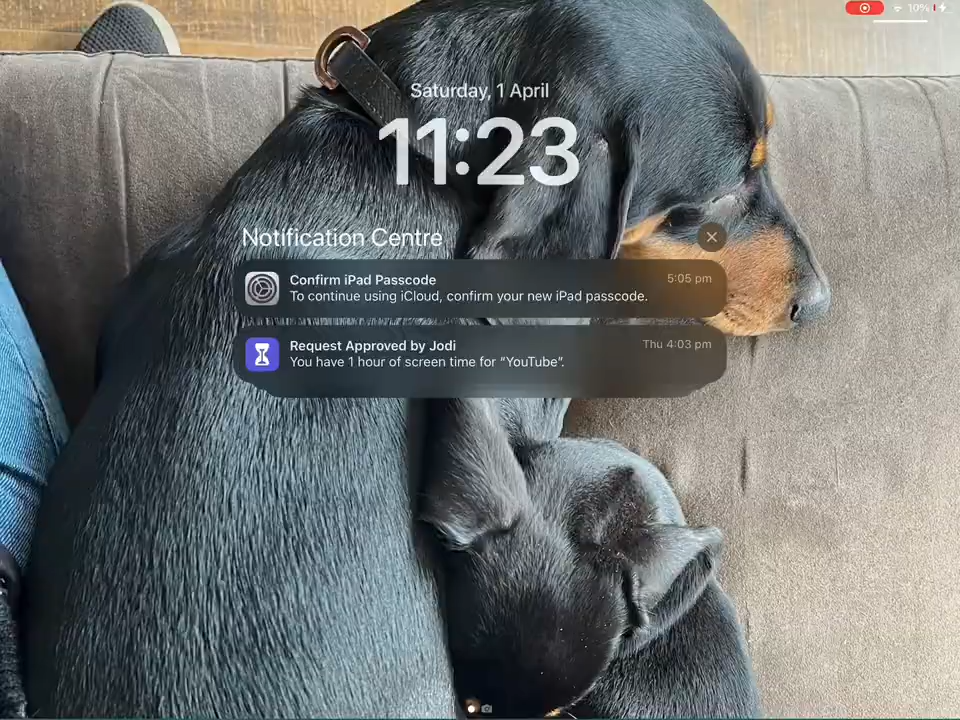 10%
Saturday, 1 April
11:23
Notification Centre
Confirm iPad Passcode
5:05 pm
To continue using iCloud, confirm your new iPad passcode.
Request Approved by Jodi
Thu 4:03 pm
You have 1 hour of screen time for “YouTube”.